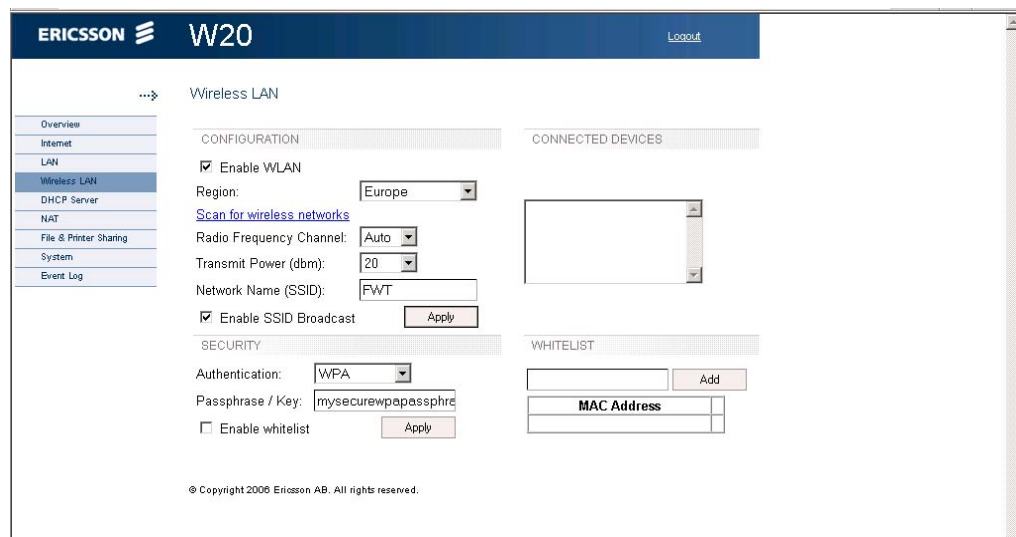 ERICSSON W20 Logout
Wireless LAN
Overview
Internet
LAN
Wireless LAN
DHCP Server
NAT
File & Printer Sharing
System
Event Log
CONFIGURATION
Enable WLAN
Region: Europe
Scan for wireless networks
Radio Frequency Channel: Auto
Transmit Power (dbm): 20
Network Name (SSID): FWT
Enable SSID Broadcast Apply
CONNECTED DEVICES
SECURITY
Authentication: WPA
Passphrase / Key: mysecurewpapassphra
Enable whitelist Apply
WHITELIST
Add
MAC Address
© Copyright 2006 Ericsson AB. All rights reserved.